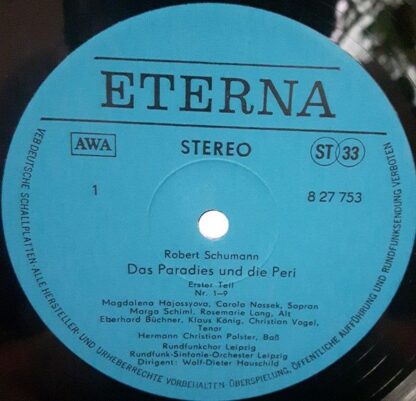 ETERNA
AWA
STEREO
ST 33
1
8 27 753
Robert Schumann
Das Paradies und die Peri
Erster Teil
Nr. 1-9
Magdalena Hajossyova, Carola Nossek, Sopran
Marga Schiml, Rosemarie Lang, Alt
Eberhard Büchner, Klaus König, Christian Vogel,
Tenor
Hermann Christian Polster, Baß
Rundfunkchor Leipzig
Rundfunk-Sinfonie-Orchester Leipzig
Dirigent: Wolf-Dieter Hauschild
VEB DEUTSCHE SCHALLPLATTEN · ALLE HERSTELLER- UND URHEBERRECHTE VORBEHALTEN · ÜBERSPIELUNG, ÖFFENTLICHE AUFFÜHRUNG UND RUNDFUNKSENDUNG VERBOTEN